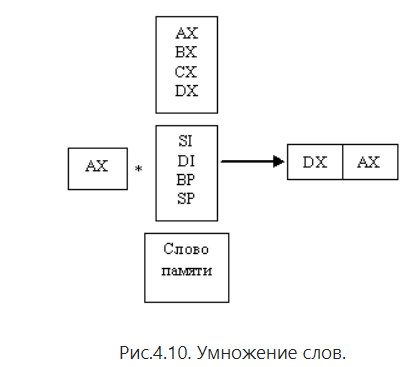 AX
BX
CX
DX
AX
*
SI
DI
BP
SP
DX
AX
Слово
памяти
Рис.4.10. Умножение слов.